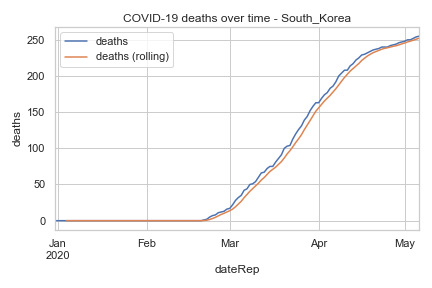 COVID-19 deaths over time - South_Korea
deaths
deaths (rolling)
250
200
150
100
50
0
deaths
Jan Feb Mar Apr May
2020
dateRep